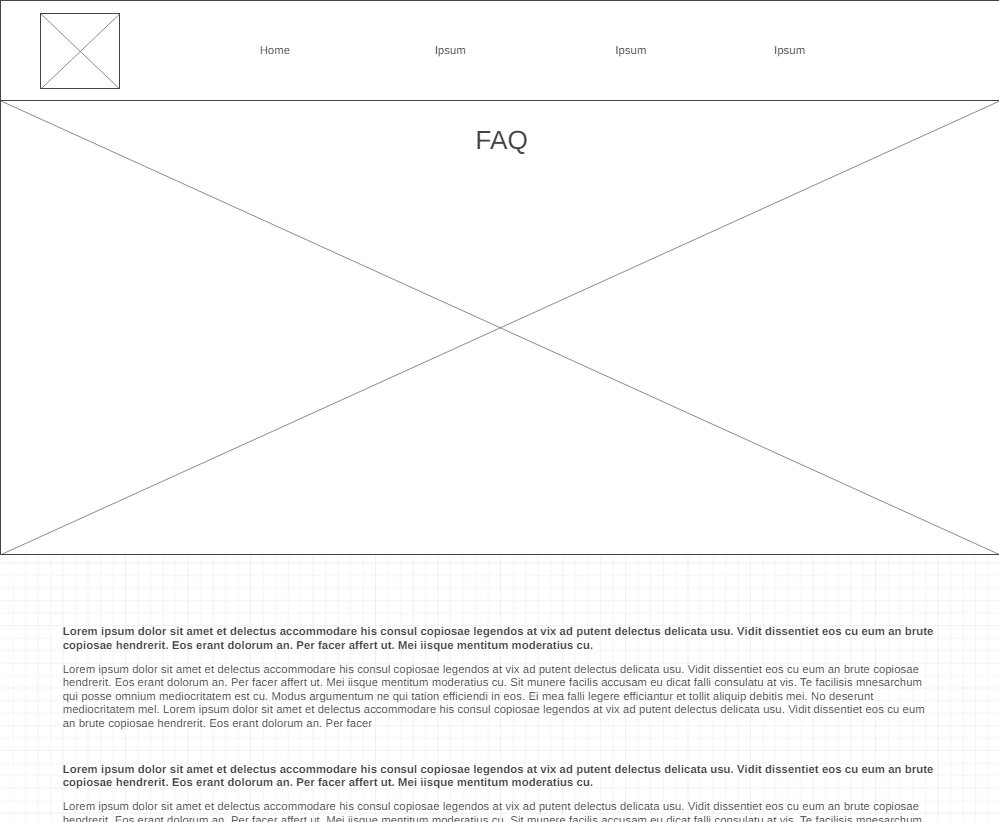 Home
Ipsum
Ipsum
Ipsum
FAQ
Lorem ipsum dolor sit amet et delectus accommodare his consul copiosae legendos at vix ad putent delectus delicata usu. Vidit dissentiet eos cu eum an brute
copiosae hendrerit. Eos erant dolorum an. Per facer affert ut. Mei iisque mentitum moderatius cu.
Lorem ipsum dolor sit amet et delectus accommodare his consul copiosae legendos at vix ad putent delectus delicata usu. Vidit dissentiet eos cu eum an brute copiosae
hendrerit. Eos erant dolorum an. Per facer affert ut. Mei iisque mentitum moderatius cu. Sit munere facilis accusam eu dicat falli consulatu at vis. Te facilisis mnesarchum
qui posse omnium mediocritatem est cu. Modus argumentum ne qui tation efficiendi in eos. Ei mea falli legere efficiantur et tollit aliquip debitis mei. No deserunt
mediocritatem mel. Lorem ipsum dolor sit amet et delectus accommodare his consul copiosae legendos at vix ad putent delectus delicata usu. Vidit dissentiet eos cu eum
an brute copiosae hendrerit. Eos erant dolorum an. Per facer
Lorem ipsum dolor sit amet et delectus accommodare his consul copiosae legendos at vix ad putent delectus delicata usu. Vidit dissentiet eos cu eum an brute
copiosae hendrerit. Eos erant dolorum an. Per facer affert ut. Mei iisque mentitum moderatius cu.
Lorem ipsum dolor sit amet et delectus accommodare his consul copiosae legendos at vix ad putent delectus delicata usu. Vidit dissentiet eos cu eum an brute copiosae
hendrerit. Eos erant dolorum an. Per facer affert ut. Mei iisque mentitum moderatius cu. Sit munere facilis accusam eu dicat falli consulatu at vis. Te facilisis mnesarchum